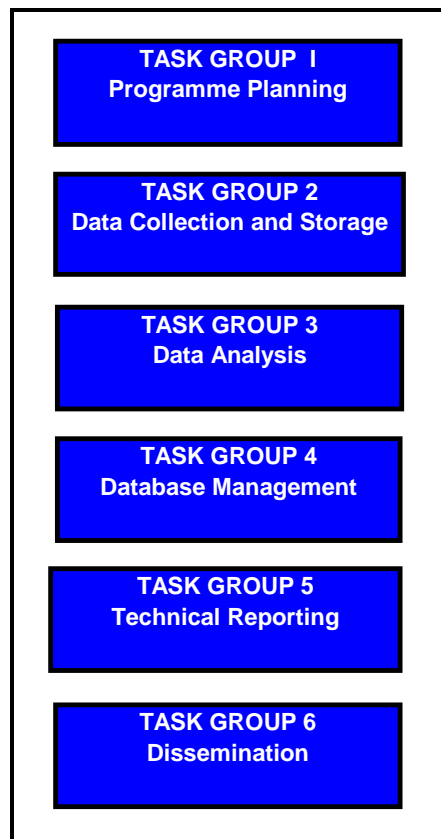 TASK GROUP  I
Programme Planning
TASK GROUP 2
Data Collection and Storage
TASK GROUP 3
Data Analysis
TASK GROUP 4
Database Management
TASK GROUP 5
Technical Reporting
TASK GROUP 6
Dissemination